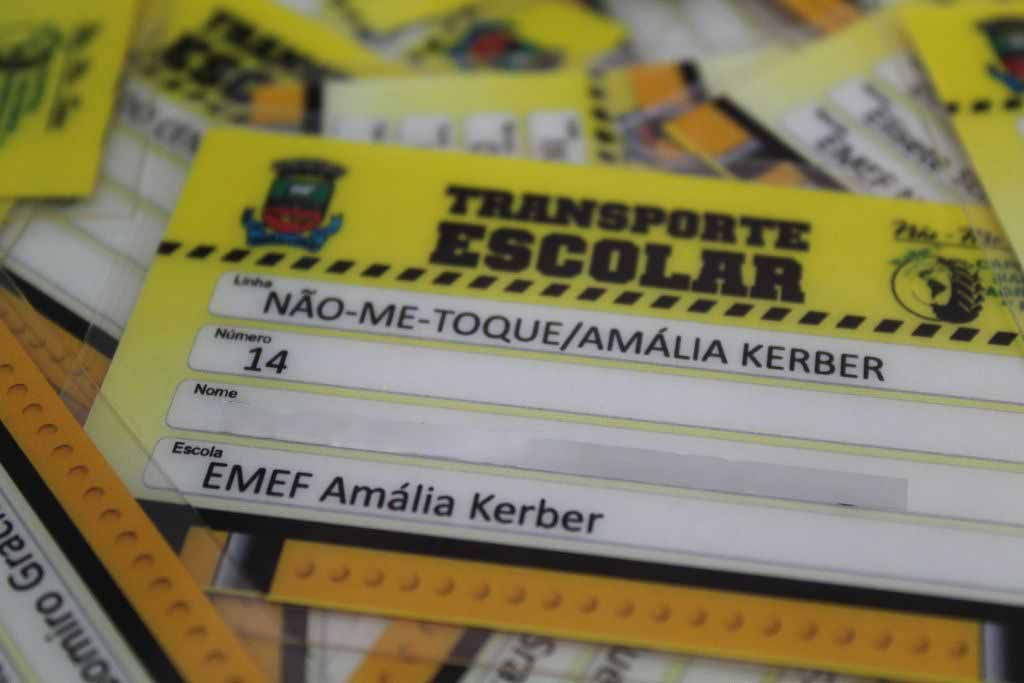 TRANSPORTE
ESCOLAR
Linha
NÃO-ME-TOQUE/AMÁLIA KERBER
Número
14
Nome
Escola
EMEF Amália Kerber